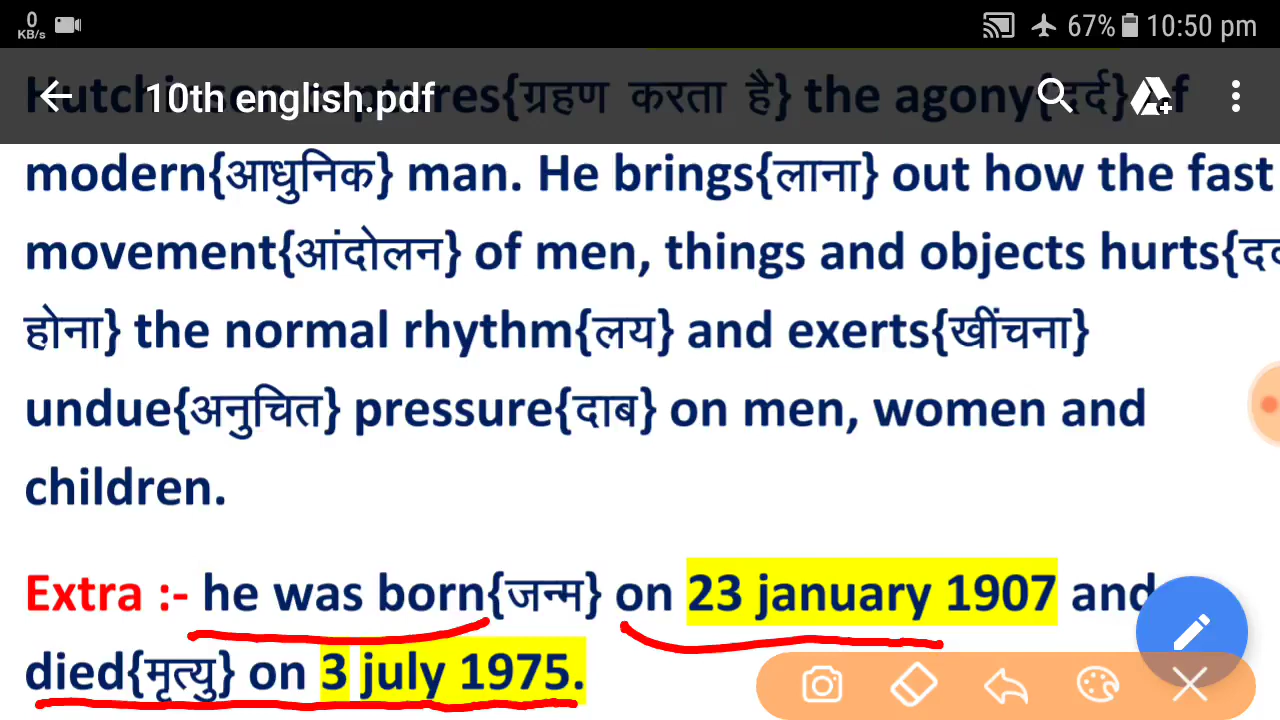 0
KB/s
67% 10:50 pm
10th english.pdf
the agony{दर्द}
modern{आधुनिक} man. He brings{लाना} out how the fast
movement{आंदोलन} of men, things and objects hurts{
होना} the normal rhythm{लय} and exerts{खींचना}
undue{अनुचित} pressure{दाब} on men, women and
children.
Extra :- he was born{जन्म} on 23 january 1907 and
died{मृत्यु} on 3 july 1975.